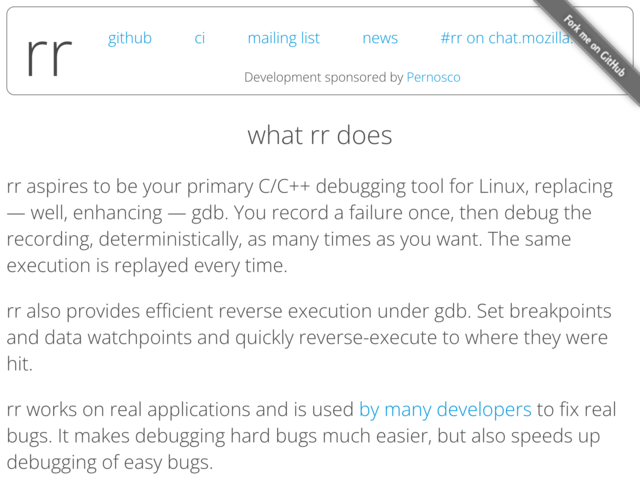 rr
github ci mailing list news #rr on chat.mozilla.
Fork me on GitHub
Development sponsored by Pernosco
what rr does
rr aspires to be your primary C/C++ debugging tool for Linux, replacing
— well, enhancing — gdb. You record a failure once, then debug the
recording, deterministically, as many times as you want. The same
execution is replayed every time.
rr also provides efficient reverse execution under gdb. Set breakpoints
and data watchpoints and quickly reverse-execute to where they were
hit.
rr works on real applications and is used by many developers to fix real
bugs. It makes debugging hard bugs much easier, but also speeds up
debugging of easy bugs.